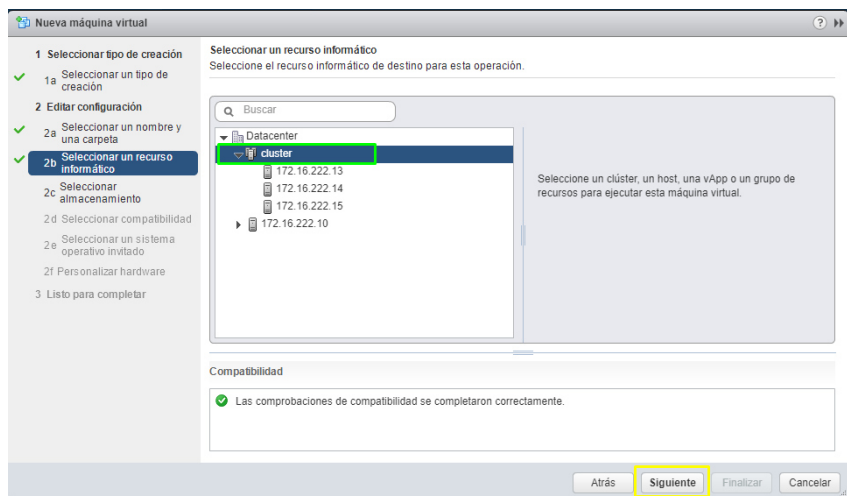 Nueva máquina virtual
1 Seleccionar tipo de creación
1a Seleccionar un tipo de
creación
2 Editar configuración
2a Seleccionar un nombre y
una carpeta
2b Seleccionar un recurso
informático
2c Seleccionar
almacenamiento
2d Seleccionar compatibilidad
2e Seleccionar un sistema
operativo invitado
2f Personalizar hardware
3 Listo para completar
Seleccionar un recurso informático
Seleccione el recurso informático de destino para esta operación.
Buscar
Datacenter
cluster
172.16.222.13
172.16.222.14
172.16.222.15
172.16.222.10
Seleccione un clúster, un host, una vApp o un grupo de
recursos para ejecutar esta máquina virtual.
Compatibilidad
Las comprobaciones de compatibilidad se completaron correctamente.
Atrás Siguiente Finalizar Cancelar